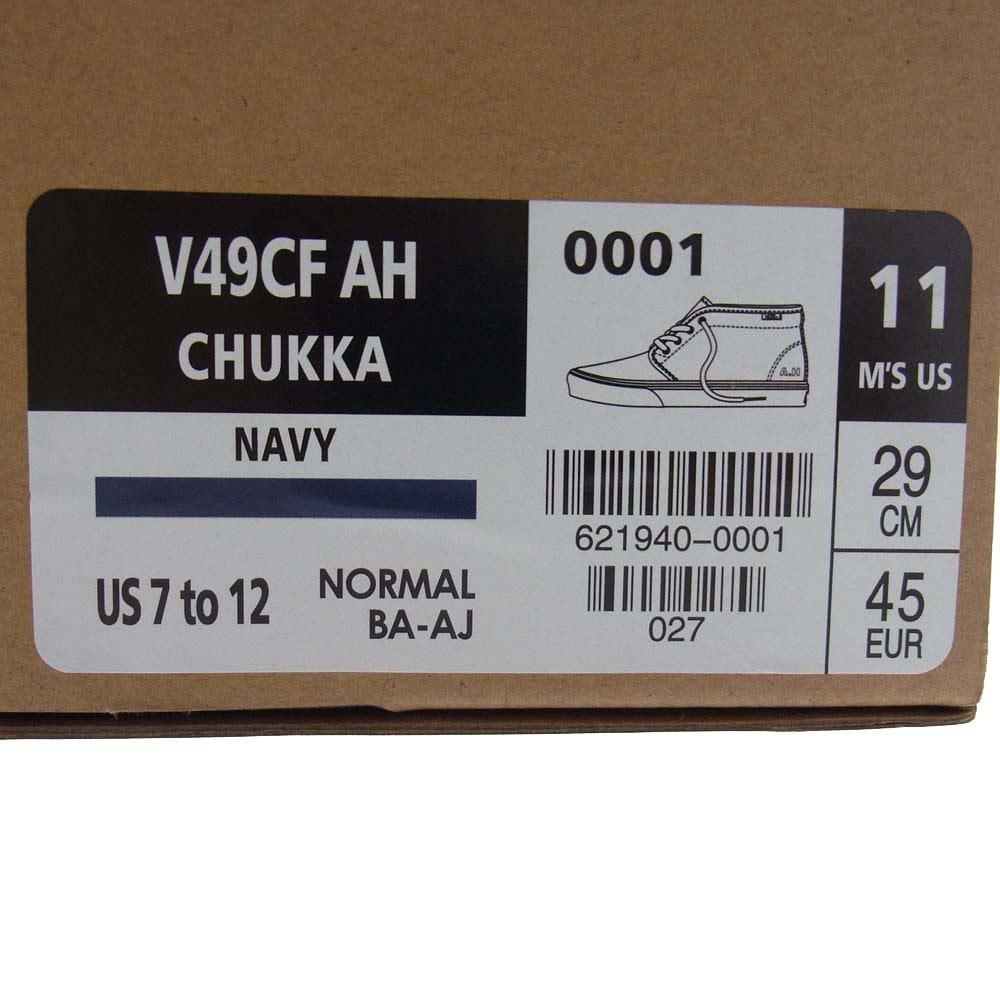 V49CF AH
CHUKKA
NAVY
US 7 to 12
NORMAL
BA-AJ
0001
A.H
621940-0001
027
11
M'S US
29
CM
45
EUR